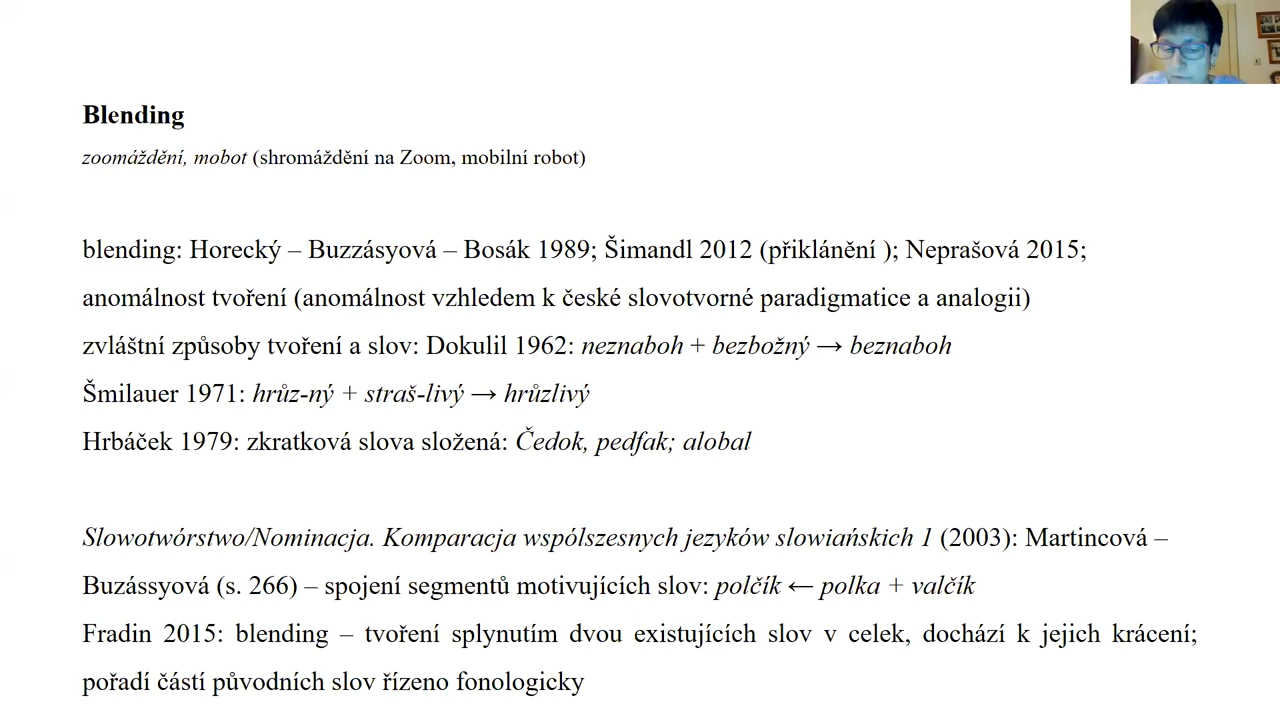 Blending
zoomáždění, mobot (shromáždění na Zoom, mobilní robot)
blending: Horecký – Buzzásyová – Bosák 1989; Šimandl 2012 (přiklánění ); Neprašová 2015;
anomálnost tvoření (anomálnost vzhledem k české slovotvorné paradigmatice a analogii)
zvláštní způsoby tvoření a slov: Dokulil 1962: neznaboh + bezbožný → beznaboh
Šmilauer 1971: hrůz-ný + straš-livý → hrůzlivý
Hrbáček 1979: zkratková slova složená: Čedok, pedfak; alobal
Slowotwórstwo/Nominacja. Komparacja wspólszesnych jezyków slowiańskich 1 (2003): Martincová –
Buzássyová (s. 266) – spojení segmentů motivujících slov: polčík ← polka + valčík
Fradin 2015: blending – tvoření splynutím dvou existujících slov v celek, dochází k jejich krácení;
pořadí částí původních slov řízeno fonologicky